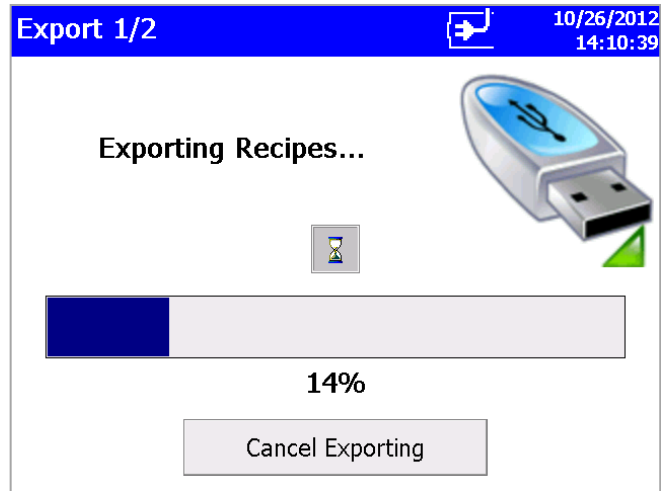 Export 1/2
10/26/2012
14:10:39
Exporting Recipes...
14%
Cancel Exporting